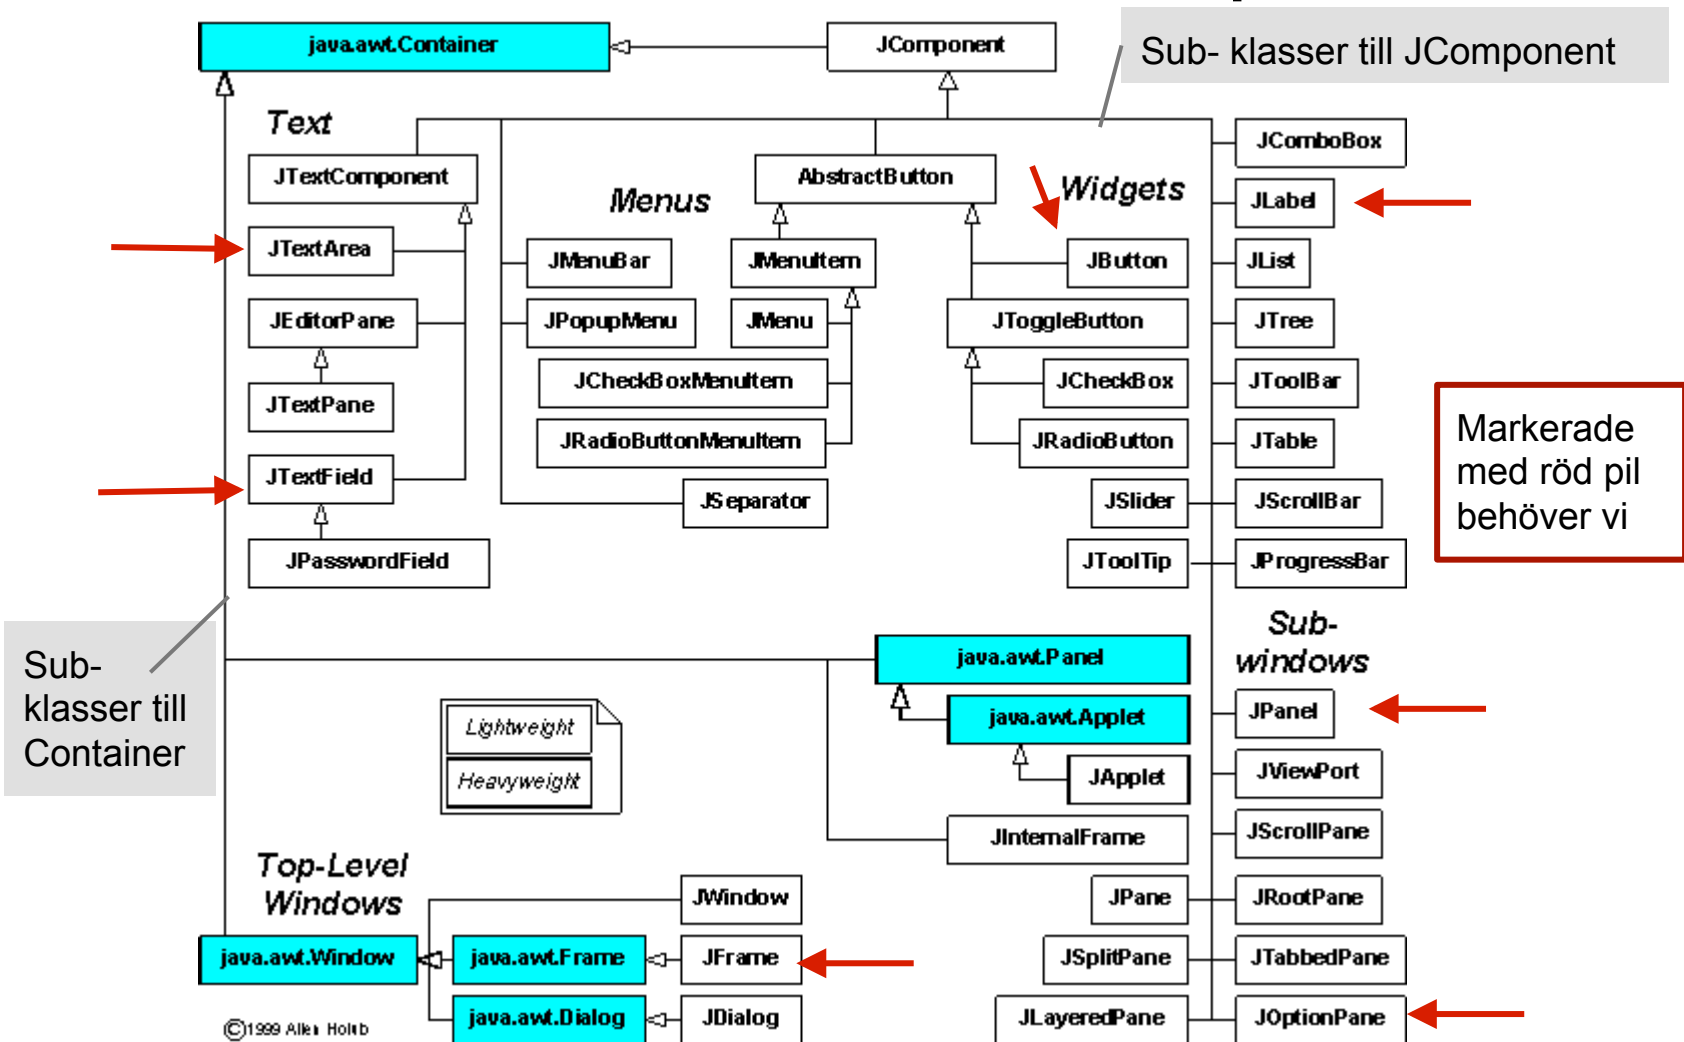 java.awt.Container
JComponent
Sub- klasser till JComponent
Text
JTextComponent
AbstractButton
JComboBox
Menus
Widgets
JLabel
JTextArea
JMenuBar
JMenuItem
JButton
JList
JEditorPane
JPopupMenu
JMenu
JToggleButton
JTree
JCheckBoxMenuItem
JCheckBox
JToolBar
JTextPane
JRadioButtonMenuItem
JRadioButton
JTable
Markerade
med röd pil
behöver vi
JTextField
JSeparator
JSlider
JScrollBar
JPasswordField
JToolTip
JProgressBar
Sub-
klasser till
Container
java.awt.Panel
Sub-
windows
Lightweight
Heavyweight
java.awt.Applet
JPanel
JApplet
JViewPort
JInternalFrame
JScrollPane
Top-Level
Windows
JWindow
JPane
JRootPane
java.awt.Window
java.awt.Frame
JFrame
JSplitPane
JTabbedPane
©1999 Allen Holub
java.awt.Dialog
JDialog
JLayeredPane
JOptionPane